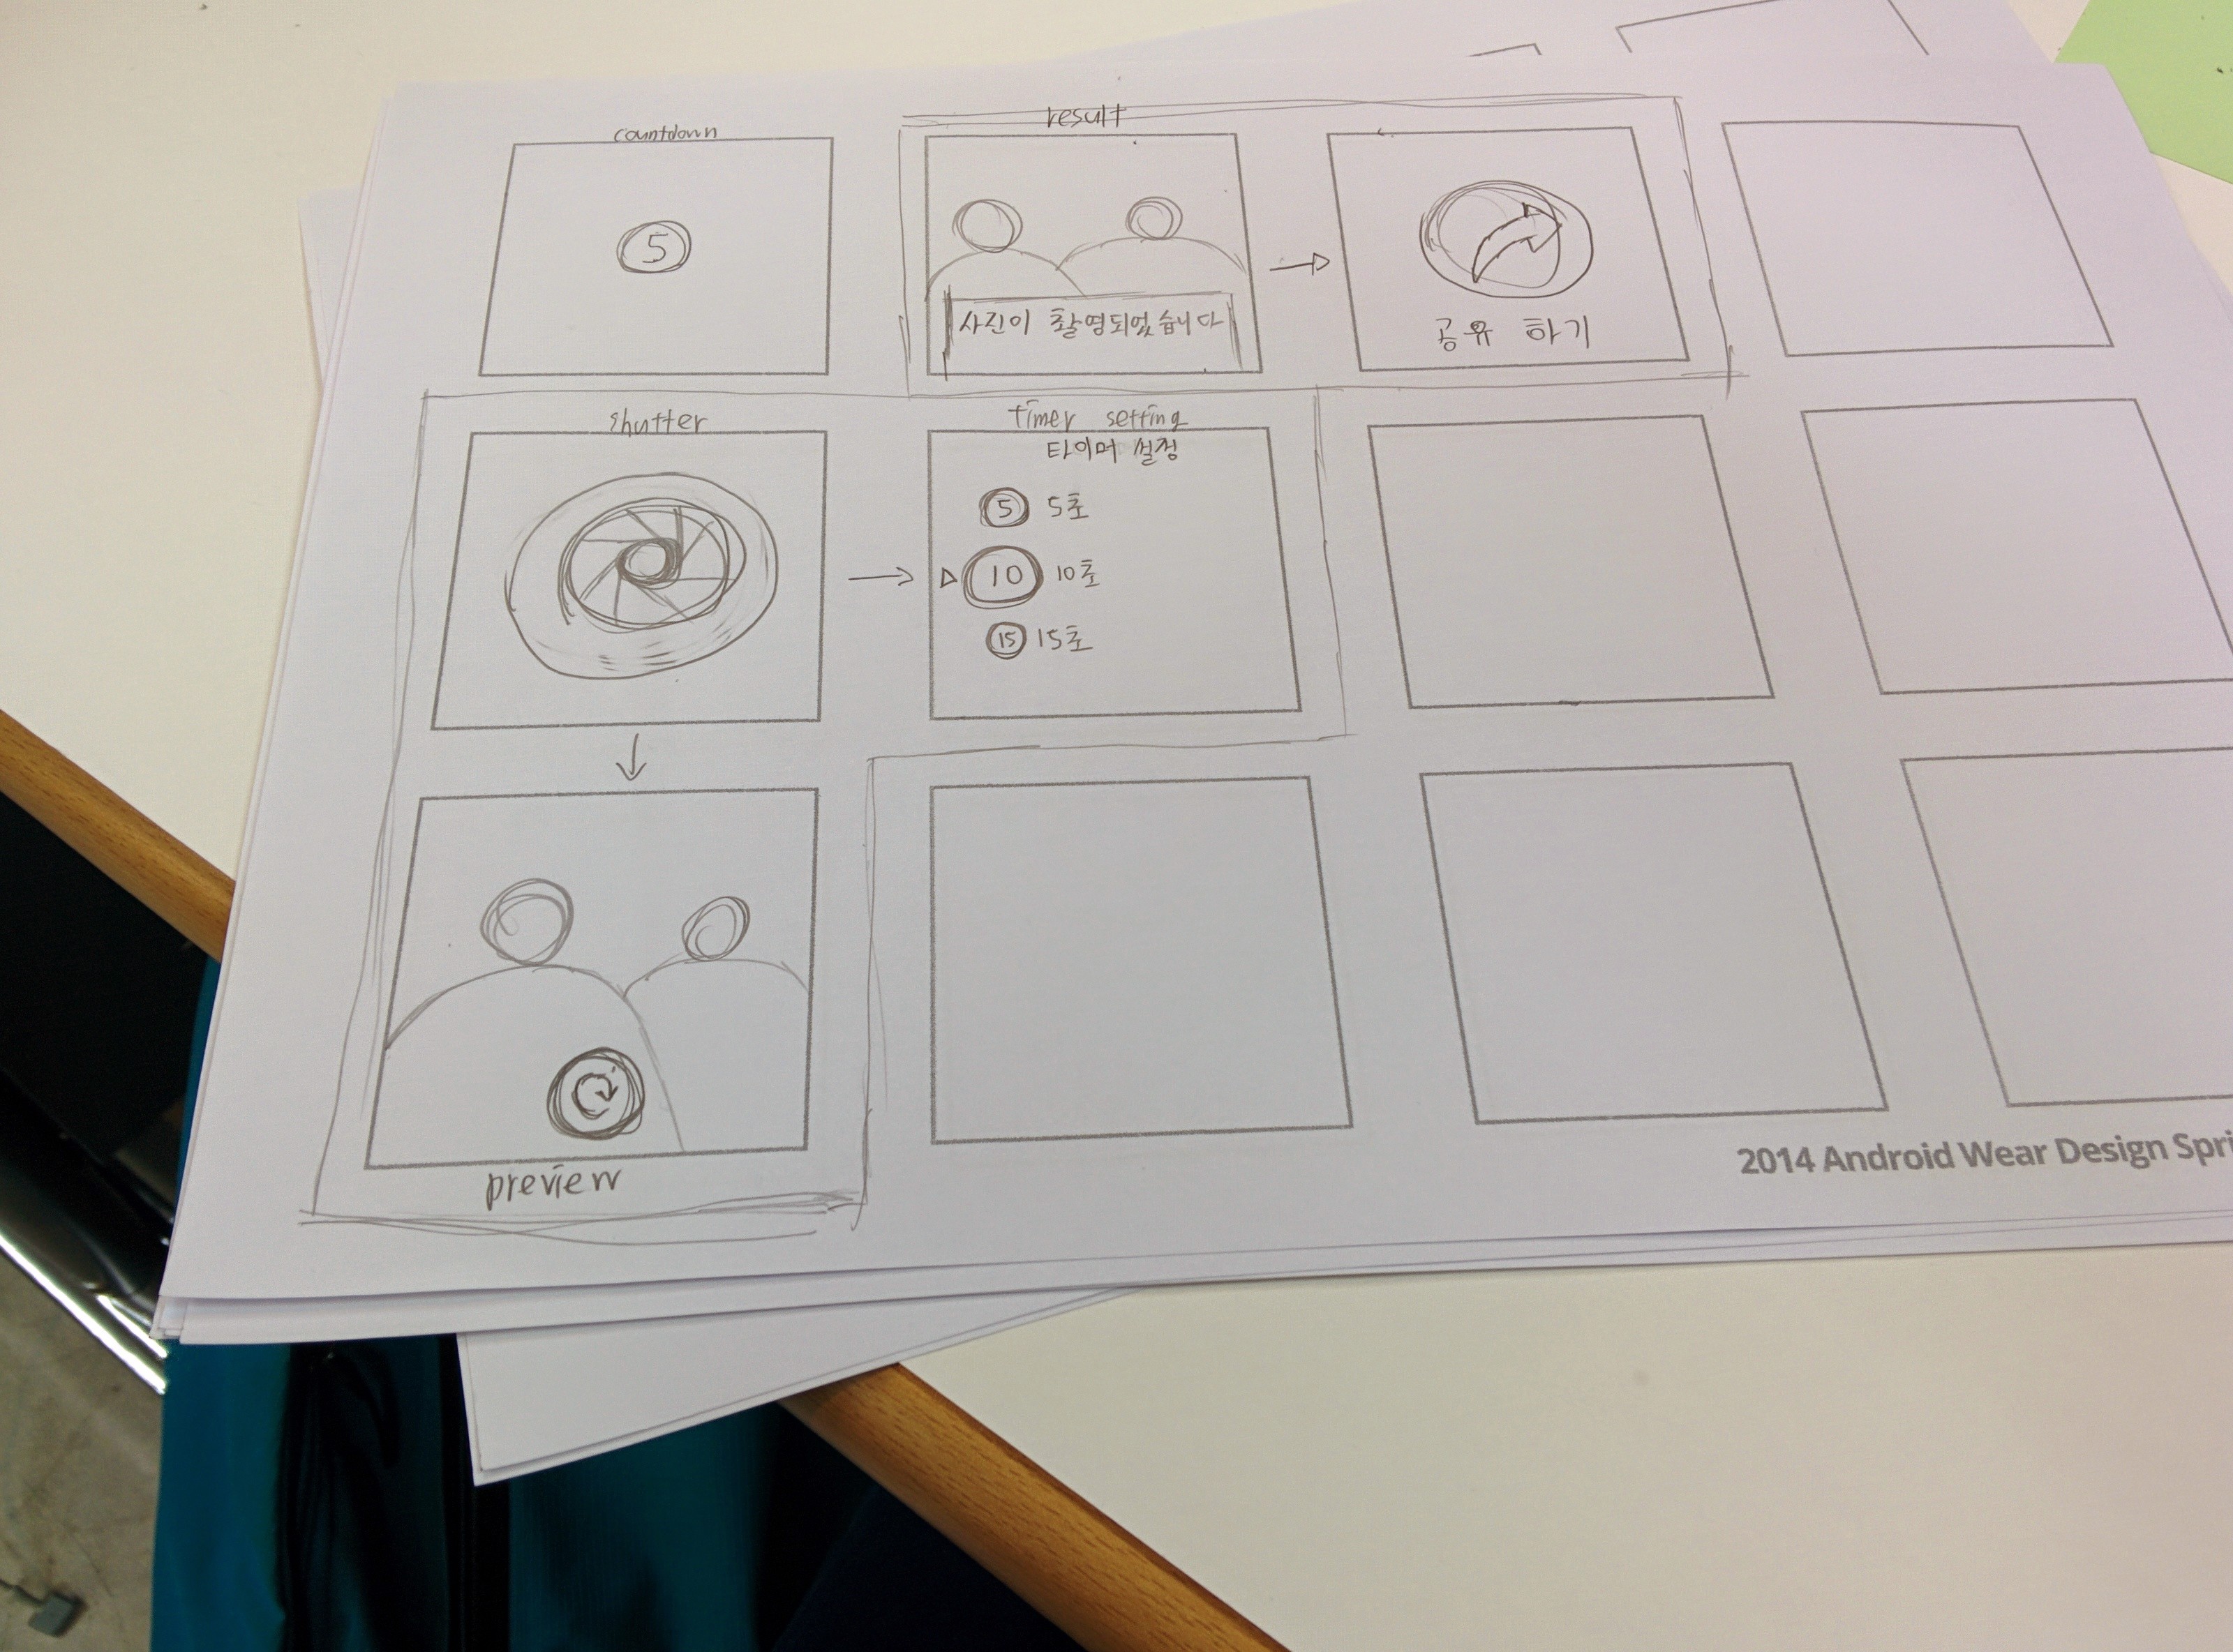 countdown
5
result
사진이 촬영되었습니다
공유 하기
shutter
timer setting
타이머 설정
5 5초
10 10초
15 15초
preview
2014 Android Wear Design Spri